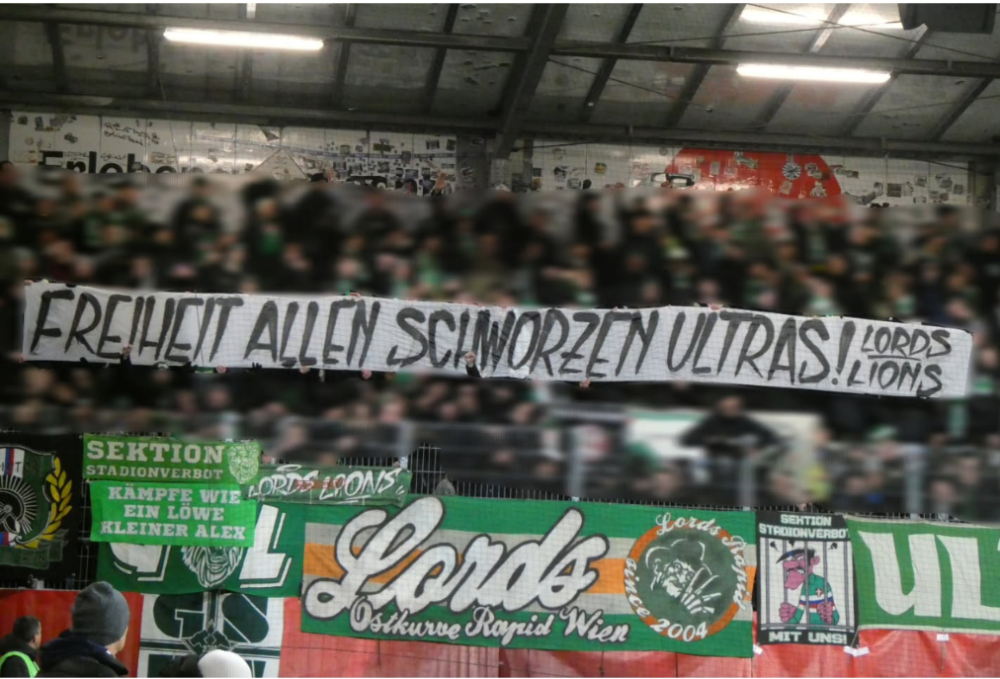 Erleben
FREIHEIT ALLEN SCHWORZEN ULTRAS!
LORDS
LIONS
SEKTION
STADIONVERBOT
KÄMPFE WIE
EIN LÖWE
KLEINER ALEX
LORDS LIONS
Lords
Ostkurve Rapid Wien
Lords Rapid
since 2004
SEKTION
STADIONVERBOT
MIT UNS!
UL